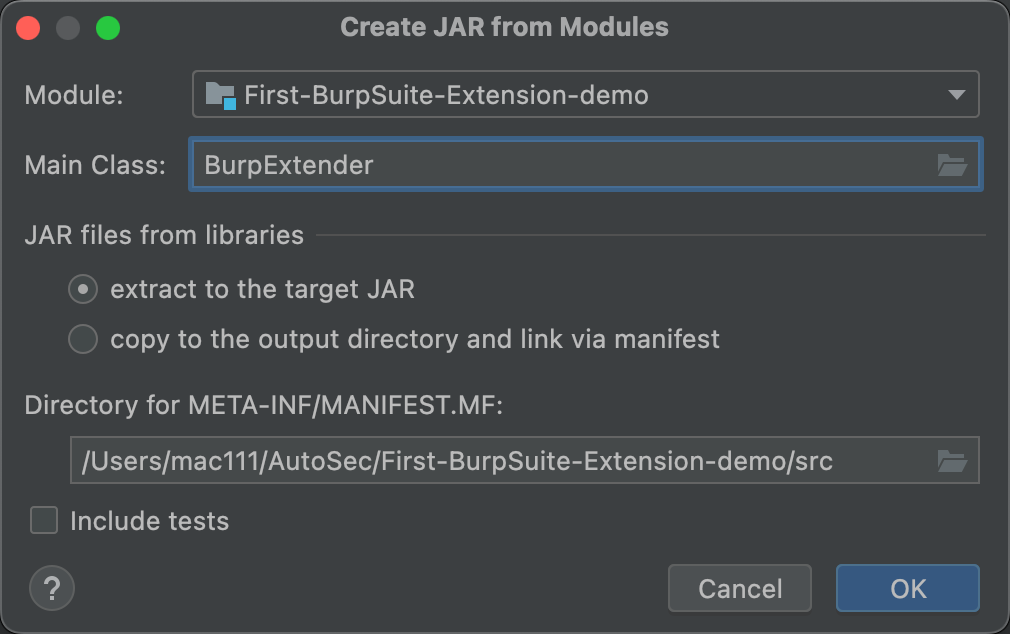 Create JAR from Modules
Module: First-BurpSuite-Extension-demo
Main Class: BurpExtender
JAR files from libraries
extract to the target JAR
copy to the output directory and link via manifest
Directory for META-INF/MANIFEST.MF:
/Users/mac111/AutoSec/First-BurpSuite-Extension-demo/src
Include tests
? Cancel OK